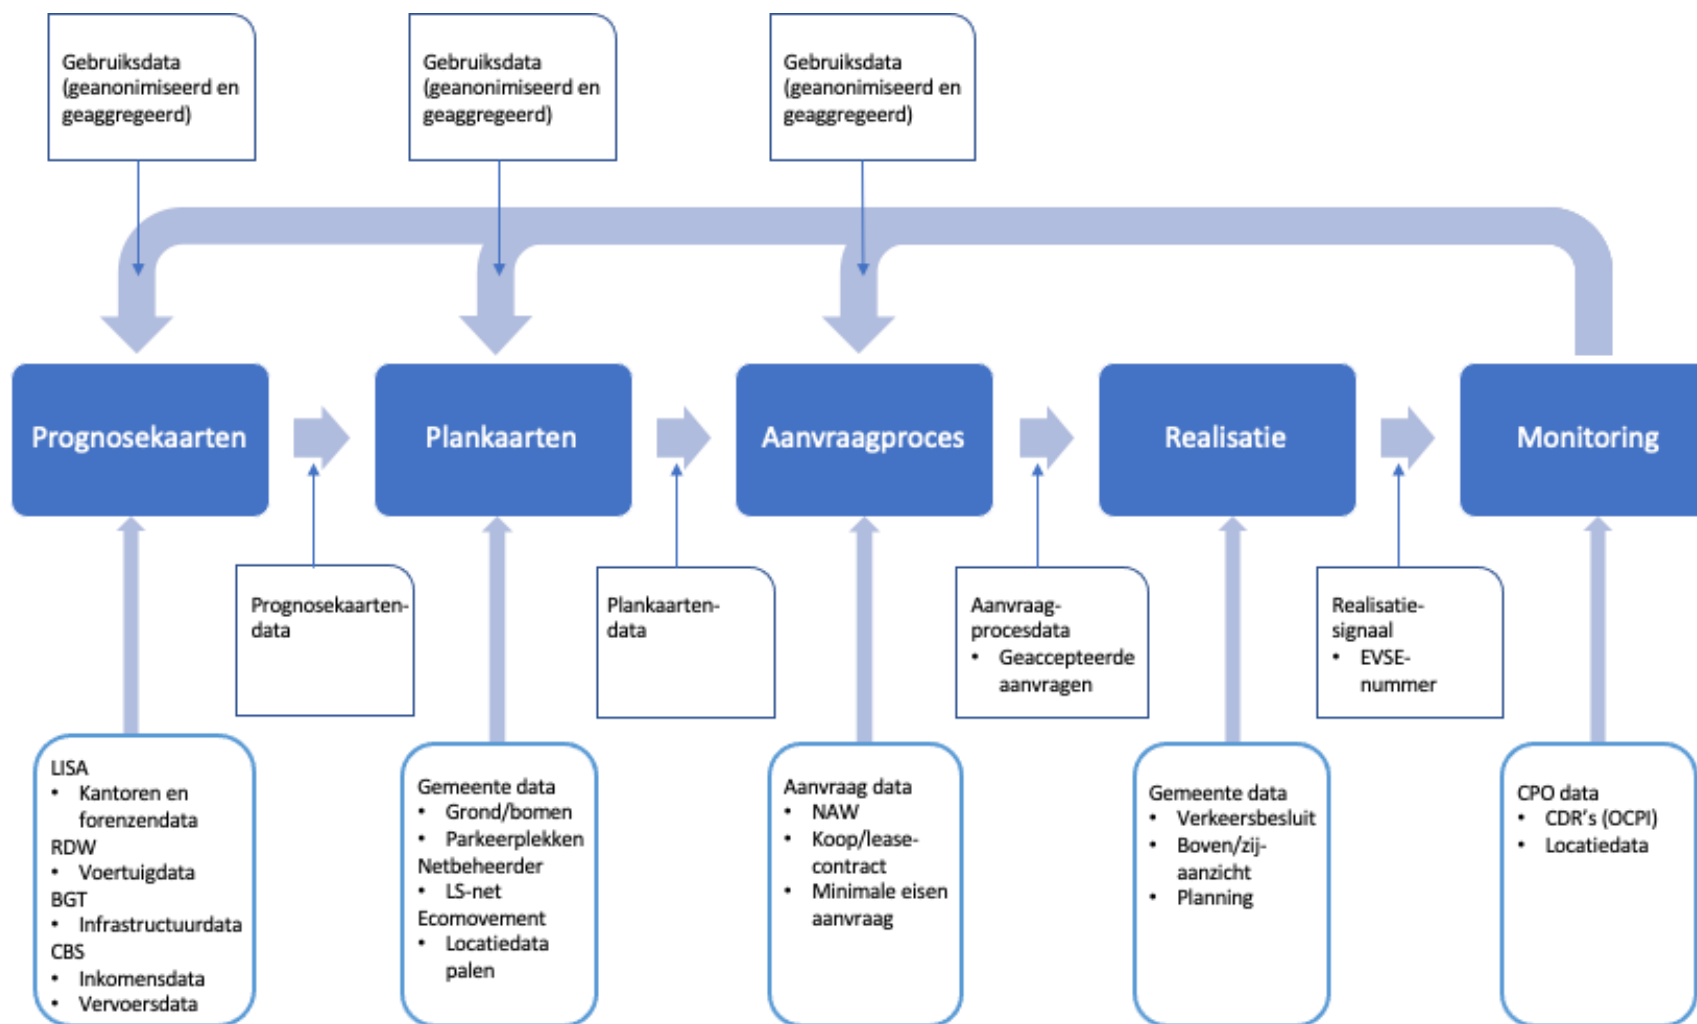 Gebruiksdata
(geanonimiseerd en
geaggregeerd)
Gebruiksdata
(geanonimiseerd en
geaggregeerd)
Gebruiksdata
(geanonimiseerd en
geaggregeerd)
Prognosekaarten
Plankaarten
Aanvraagproces
Realisatie
Monitoring
Prognosekaarten-
data
Plankaarten-
data
Aanvraag-
procesdata
• Geaccepteerde
aanvragen
Realisatie-
signaal
• EVSE-
nummer
LISA
• Kantoren en
forenzendata
RDW
• Voertuigdata
BGT
• Infrastructuurdata
CBS
• Inkomensdata
• Vervoersdata
Gemeente data
• Grond/bomen
• Parkeerplekken
Netbeheerder
• LS-net
Ecomovement
• Locatiedata
palen
Aanvraag data
• NAW
• Koop/lease-
contract
• Minimale eisen
aanvraag
Gemeente data
• Verkeersbesluit
• Boven/zij-
aanzicht
• Planning
CPO data
• CDR's (OCPI)
• Locatiedata